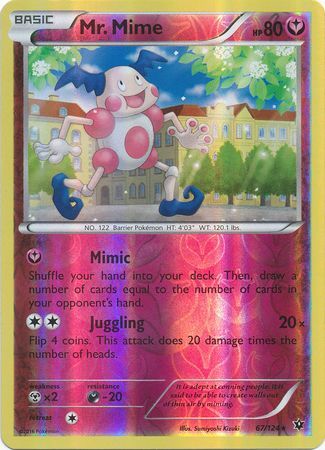 BASIC
Mr. Mime HP80
NO. 122 Barrier Pokémon HT: 4'03" WT: 120.1 lbs.
Mimic
Shuffle your hand into your deck. Then, draw a
number of cards equal to the number of cards in
your opponent's hand.
Juggling 20×
Flip 4 coins. This attack does 20 damage times the
number of heads.
weakness resistance
×2 -20
retreat
It is adept at conning people. It is
said to be able to create walls out
of thin air by miming.
Illus. Sumiyoshi Kizuki
©2016 Pokémon 67/124